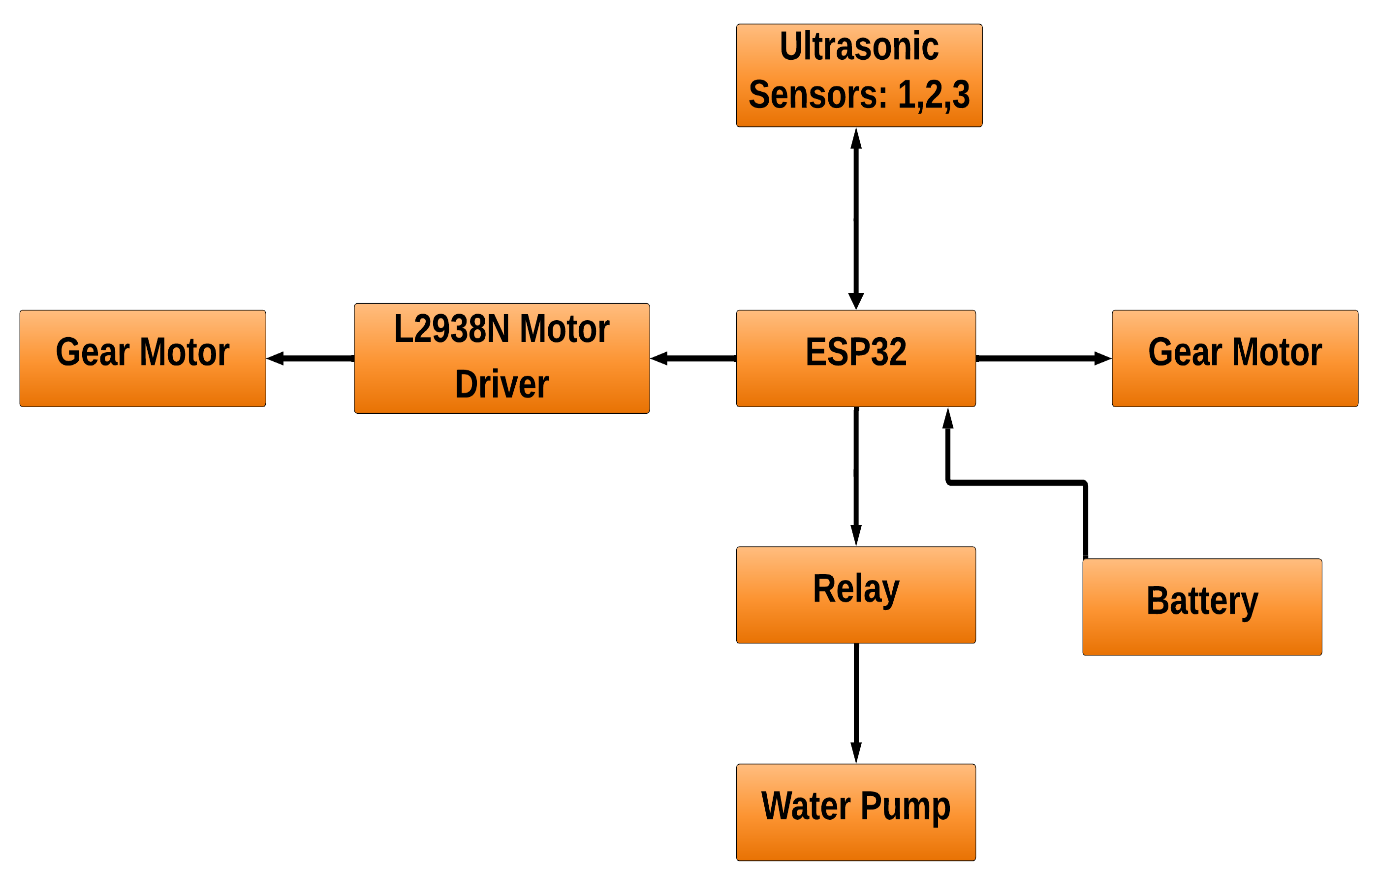 Ultrasonic
Sensors: 1,2,3
Gear Motor
L2938N Motor
Driver
ESP32
Gear Motor
Relay
Battery
Water Pump